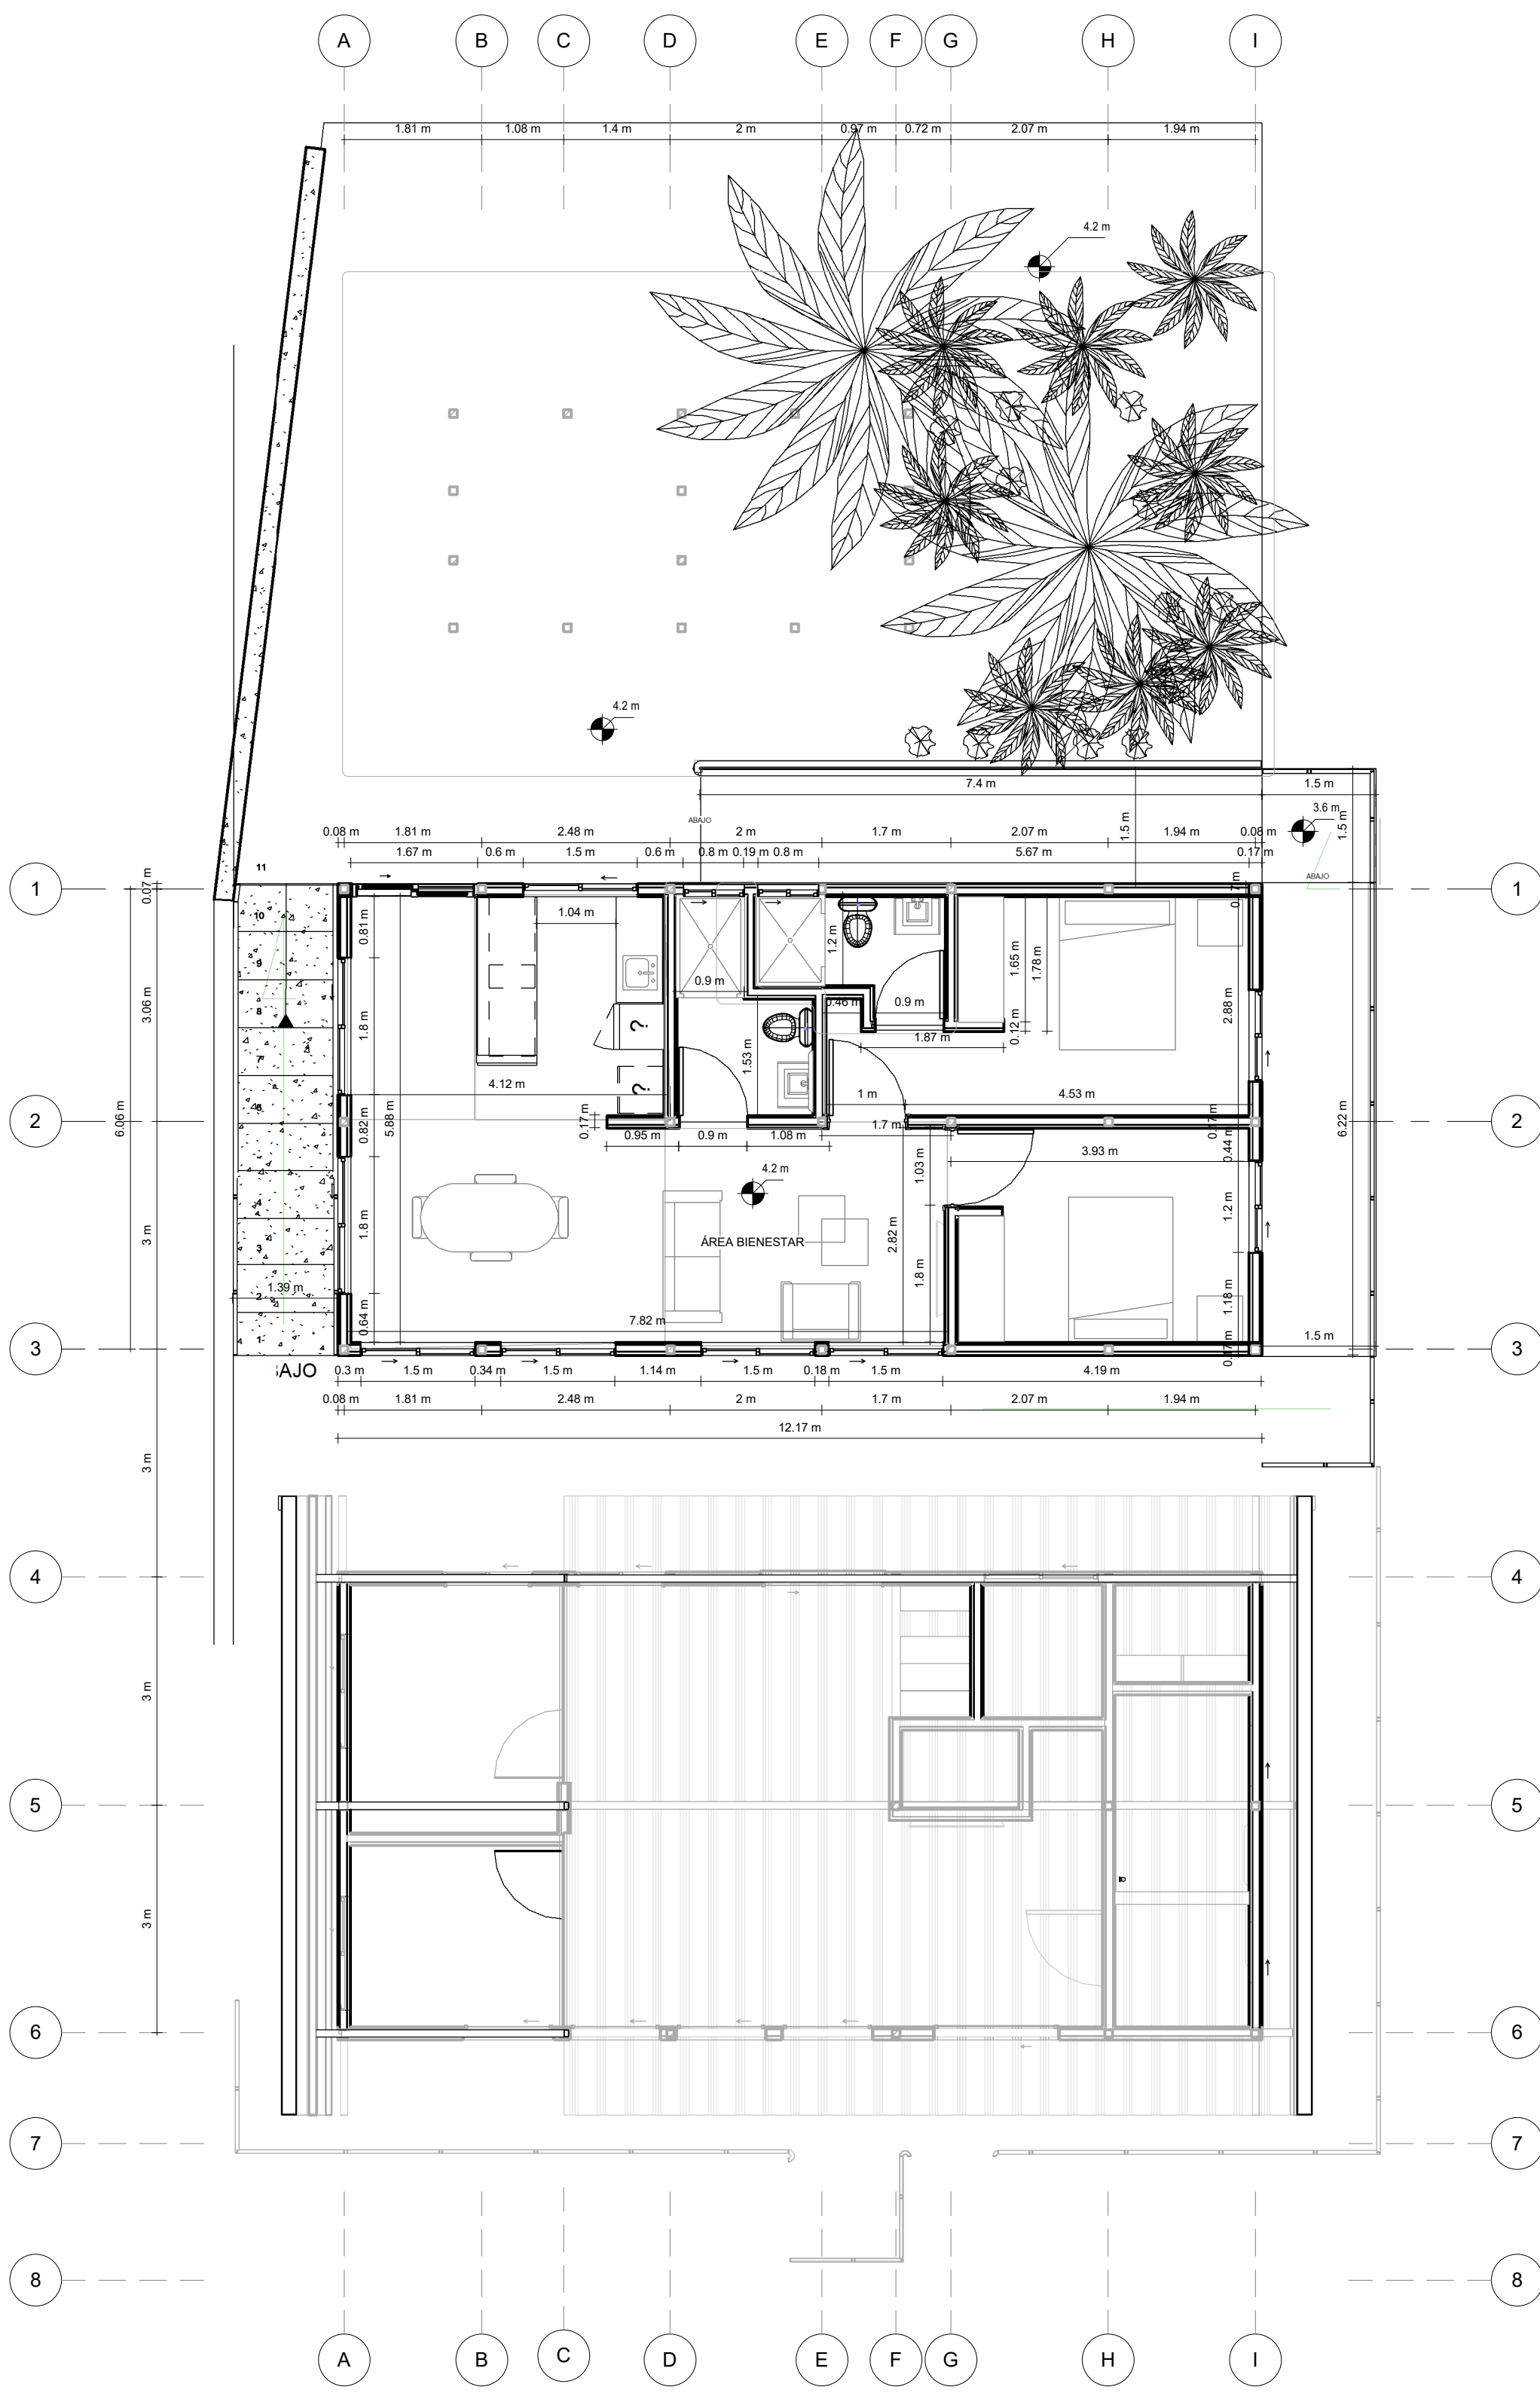 A B C D E F G H I
1.81 m 1.08 m 1.4 m 2 m 0.97 m 0.72 m 2.07 m 1.94 m
4.2 m
4.2 m
7.4 m 1.5 m
3.6 m
1.5 m
1.5 m
ABAJO
ABAJO
0.08 m 1.81 m 2.48 m 2 m 1.7 m 2.07 m 1.94 m 0.08 m
1.67 m 0.6 m 1.5 m 0.6 m 0.8 m 0.19 m 0.8 m 5.67 m 0.17 m
11
0.07 m
1 1
10
9
8
7
6
4
3
2
1
3.06 m
6.06 m
3 m
0.81 m
1.8 m
0.82 m
5.88 m
1.8 m
0.64 m
1.04 m
?
?
4.12 m
0.9 m
1.2 m
0.46 m
0.9 m
1.53 m
1.87 m
1.65 m
1.78 m
0.12 m
2.88 m
1 m
4.53 m
2 2
0.17 m
0.95 m 0.9 m 1.08 m
1.7 m
0.17 m
0.44 m
3.93 m
1.03 m
6.22 m
4.2 m
ÁREA BIENESTAR
2.82 m
1.8 m
1.2 m
1.18 m
1.39 m
7.82 m
0.17 m
1.5 m
3 3
BAJO
0.3 m 1.5 m 0.34 m 1.5 m 1.14 m 1.5 m 0.18 m 1.5 m 4.19 m
0.08 m 1.81 m 2.48 m 2 m 1.7 m 2.07 m 1.94 m
12.17 m
3 m
4 4
3 m
5 5
3 m
6 6
7 7
8 8
A B C D E F G H I